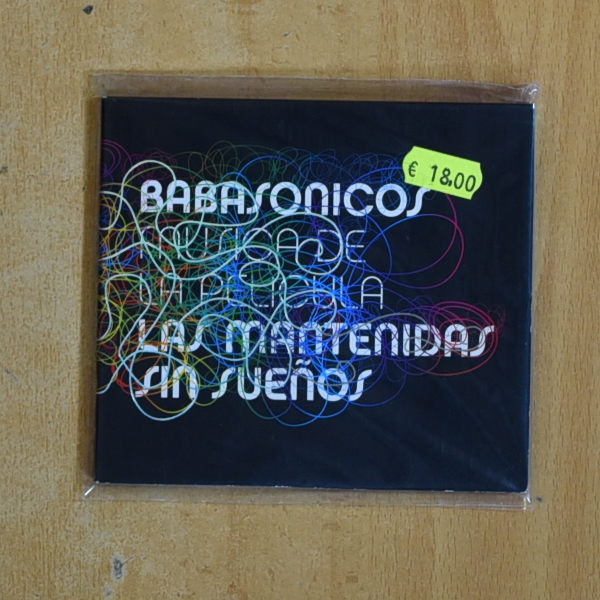 € 18.00
BABASONICOS
MUSICA DE
LA PELICULA
LAS MANTENIDAS
SIN SUEÑOS